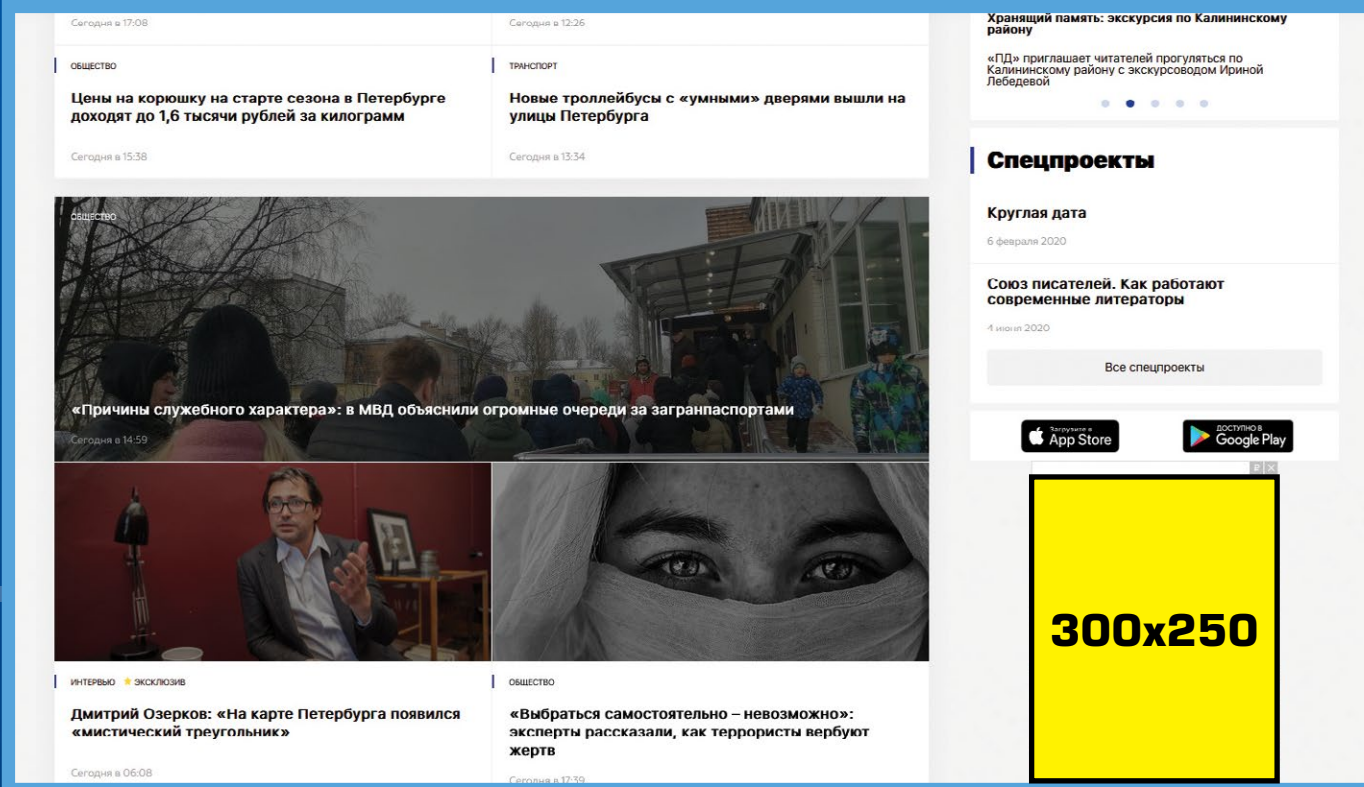 Сегодня в 17:08
Сегодня в 12:26
ОБЩЕСТВО
Цены на корюшку на старте сезона в Петербурге
доходят до 1,6 тысячи рублей за килограмм
Сегодня в 15:38
ТРАНСПОРТ
Новые троллейбусы с «умными» дверями вышли на
улицы Петербурга
Сегодня в 13:34
ОБЩЕСТВО
«Причины служебного характера»: в МВД объяснили огромные очереди за загранпаспортами
Сегодня в 14:59
ИНТЕРВЬЮ ЭКСКЛЮЗИВ
Дмитрий Озерков: «На карте Петербурга появился
«мистический треугольник»
Сегодня в 06:08
ОБЩЕСТВО
«Выбраться самостоятельно – невозможно»:
эксперты рассказали, как террористы вербуют
жертв
Сегодня в 17:39
Хранящий память: экскурсия по Калининскому
району
«ПД» приглашает читателей прогуляться по
Калининскому району с экскурсоводом Ириной
Лебедевой
Спецпроекты
Круглая дата
6 февраля 2020
Союз писателей. Как работают
современные литераторы
4 июня 2020
Все спецпроекты
Загрузите в
App Store
ДОСТУПНО В
Google Play
300x250